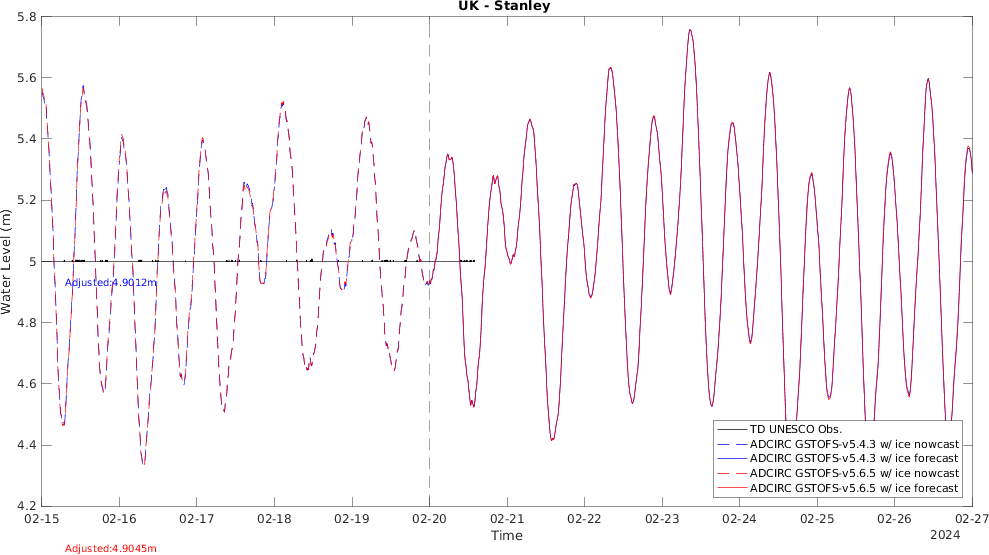 UK - Stanley
5.8
5.6
5.4
5.2
5
4.8
4.6
4.4
4.2
Water Level (m)
Adjusted:4.9012m
TD UNESCO Obs.
ADCIRC GSTOFS-v5.4.3 w/ ice nowcast
ADCIRC GSTOFS-v5.4.3 w/ ice forecast
ADCIRC GSTOFS-v5.6.5 w/ ice nowcast
ADCIRC GSTOFS-v5.6.5 w/ ice forecast
02-15 02-16 02-17 02-18 02-19 02-20 02-21 02-22 02-23 02-24 02-25 02-26 02-27
Time
2024
Adjusted:4.9045m